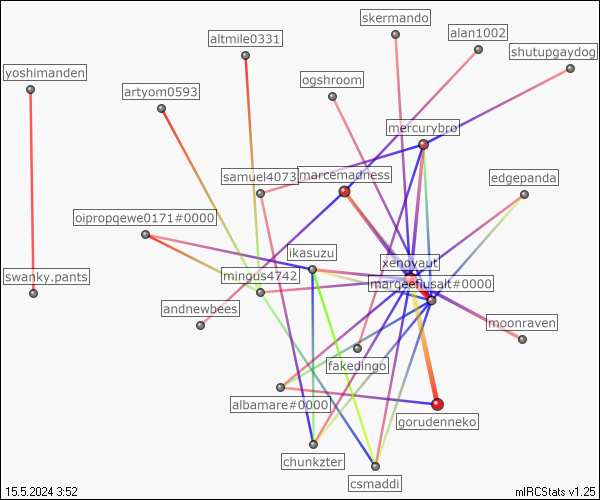 skermando
alan1002
altmile0331
shutupgaydog
yoshimanden
ogshroom
artyom0593
mercurybro
samuel4073
marcemadness
edgepanda
oipropqewe0171#0000
ikasuzu
xenoyaut
swanky.pants
mingus4742
marqeeflusalt#0000
andnewbees
moonraven
fakedingo
albamare#0000
gorudenneko
chunkzter
csmaddi
15.5.2024 3:52
mIRCStats v1.25